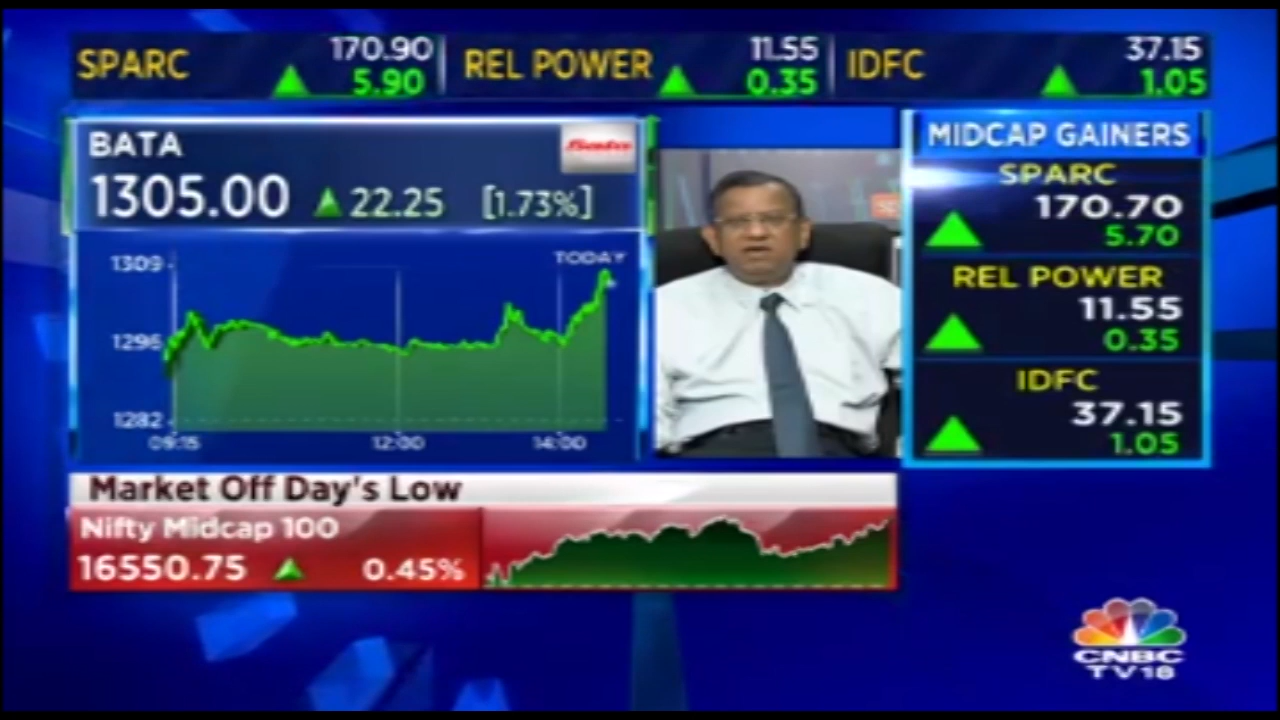 SPARC 170.90 5.90
REL POWER 11.55 0.35
IDFC 37.15 1.05
BATA
Bata
1305.00 22.25 [1.73%]
TODAY
1309
1296
1282
09:15 12:00 14:00
MIDCAP GAINERS
SPARC
170.70
5.70
REL POWER
11.55
0.35
IDFC
37.15
1.05
Market Off Day's Low
Nifty Midcap 100
16550.75 0.45%
CNBC
TV18